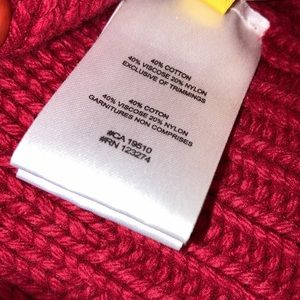 40% COTTON
40% VISCOSE 20% NYLON
EXCLUSIVE OF TRIMMINGS
40% COTON
40% VISCOSE 20% NYLON
GARNITURES NON COMPRISES
#CA 19510
#RN 123274